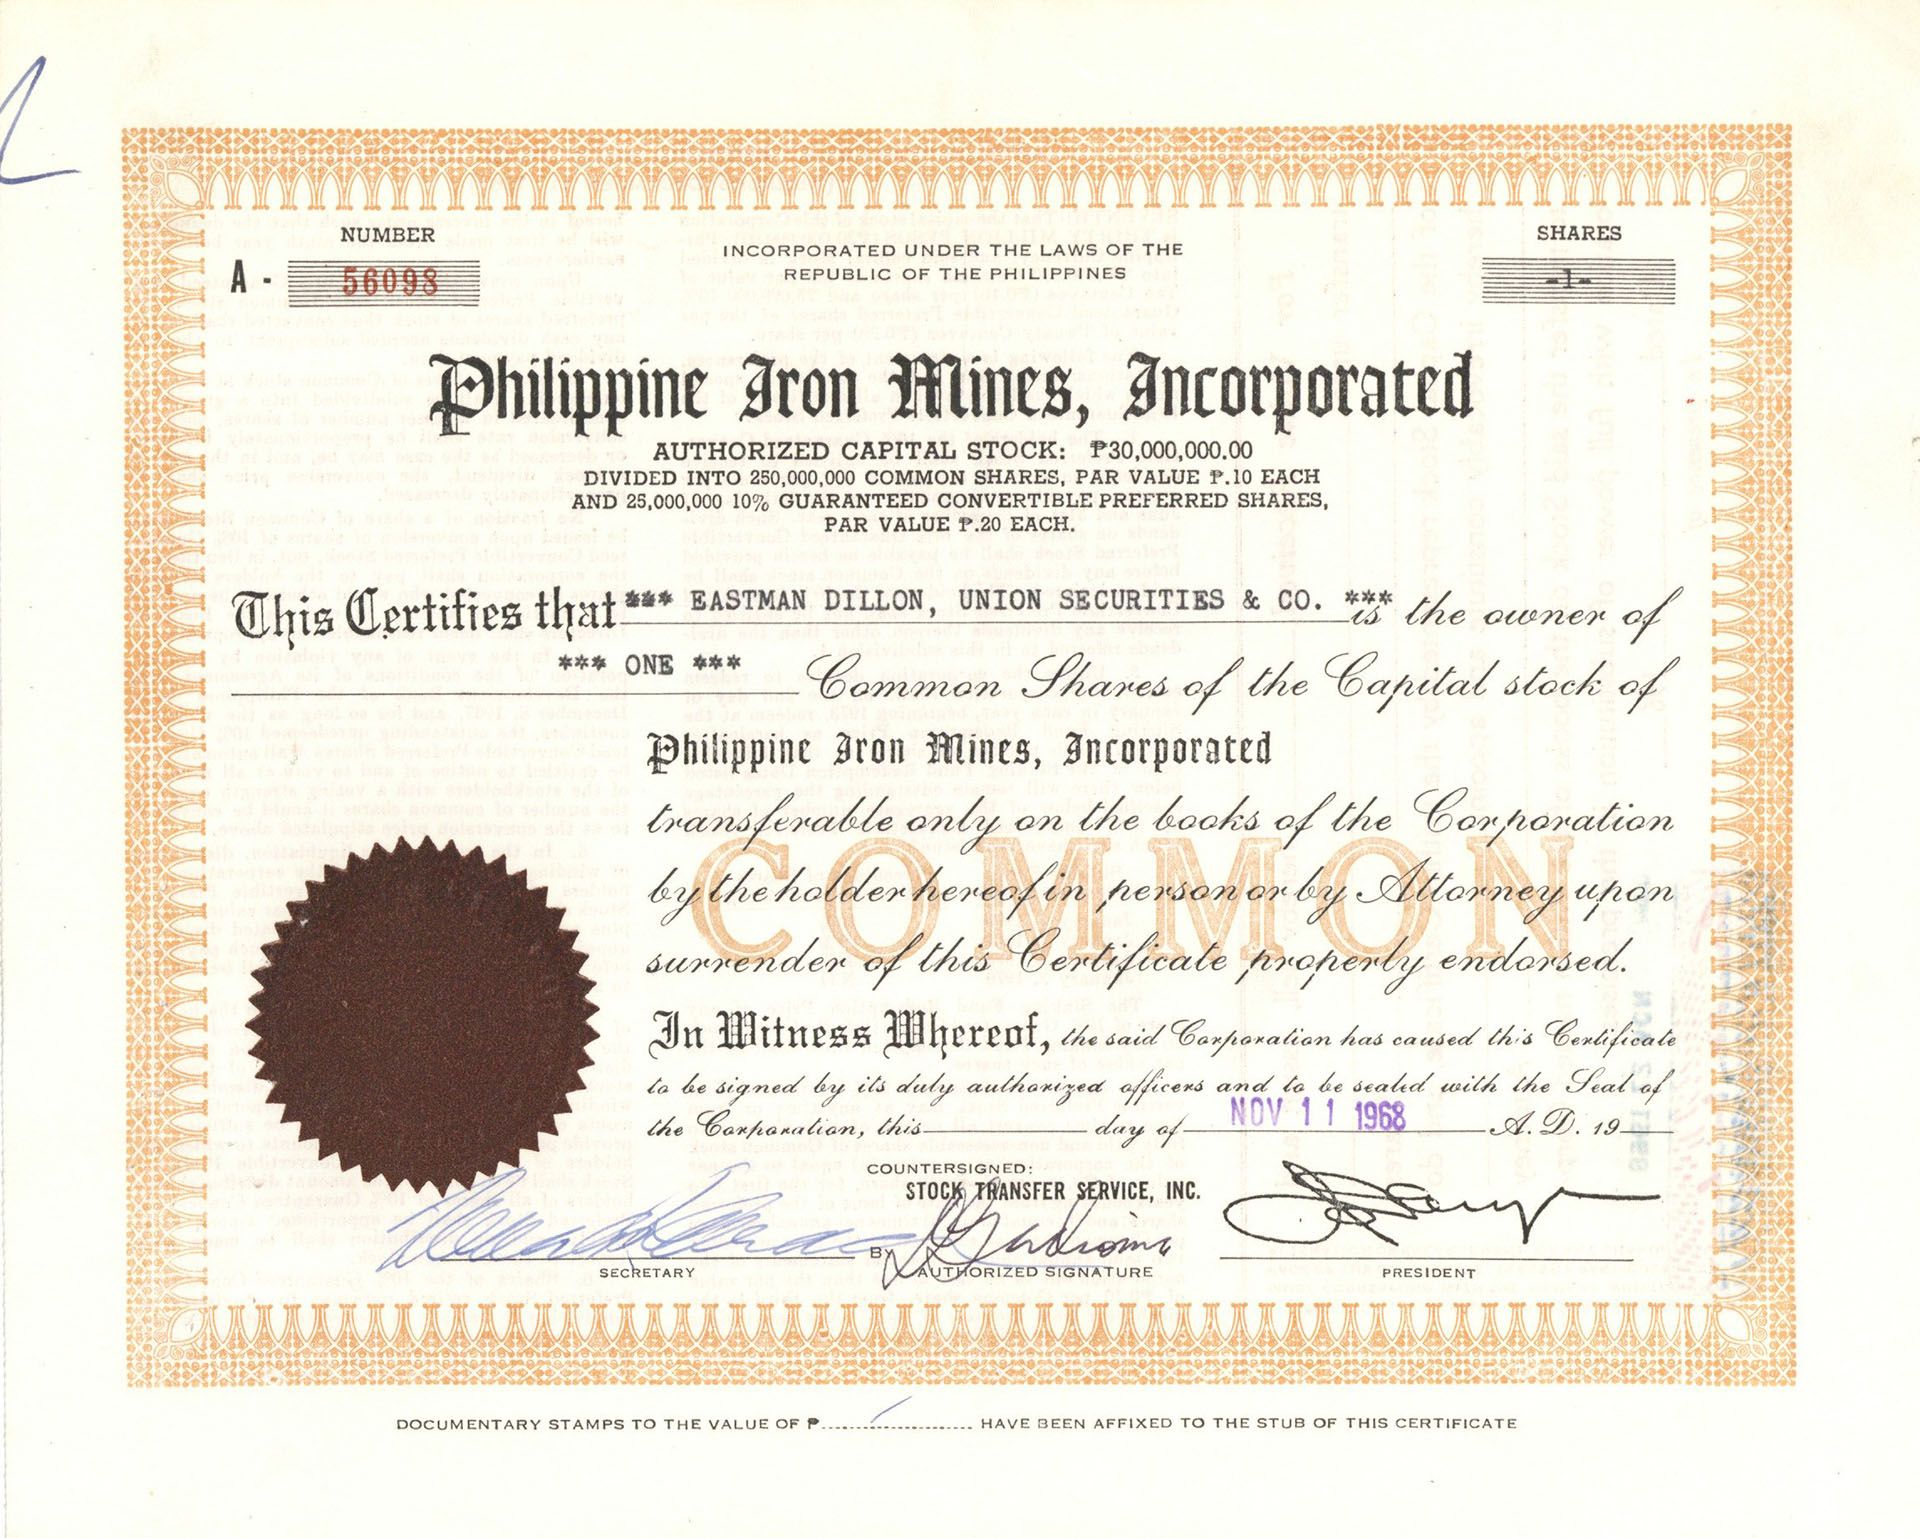 NUMBER
A - 56098
INCORPORATED UNDER THE LAWS OF THE
REPUBLIC OF THE PHILIPPINES
SHARES
-1-
Philippine Iron Mines, Incorporated
AUTHORIZED CAPITAL STOCK: ₱30,000,000.00
DIVIDED INTO 250,000,000 COMMON SHARES, PAR VALUE ₱.10 EACH
AND 25,000,000 10% GUARANTEED CONVERTIBLE PREFERRED SHARES,
PAR VALUE ₱.20 EACH.
This Certifies that *** EASTMAN DILLON, UNION SECURITIES & CO. *** is the owner of
*** ONE *** Common Shares of the Capital stock of
Philippine Iron Mines, Incorporated
transferable only on the books of the Corporation
COMMON
by the holder hereof in person or by Attorney upon
surrender of this Certificate properly endorsed.
In Witness Whereof, the said Corporation has caused this Certificate
to be signed by its duly authorized officers and to be sealed with the Seal of
the Corporation, this day of NOV 11 1968 A. D. 19
COUNTERSIGNED:
STOCK TRANSFER SERVICE, INC.
BY
SECRETARY
AUTHORIZED SIGNATURE
PRESIDENT
DOCUMENTARY STAMPS TO THE VALUE OF ₱.......................... HAVE BEEN AFFIXED TO THE STUB OF THIS CERTIFICATE